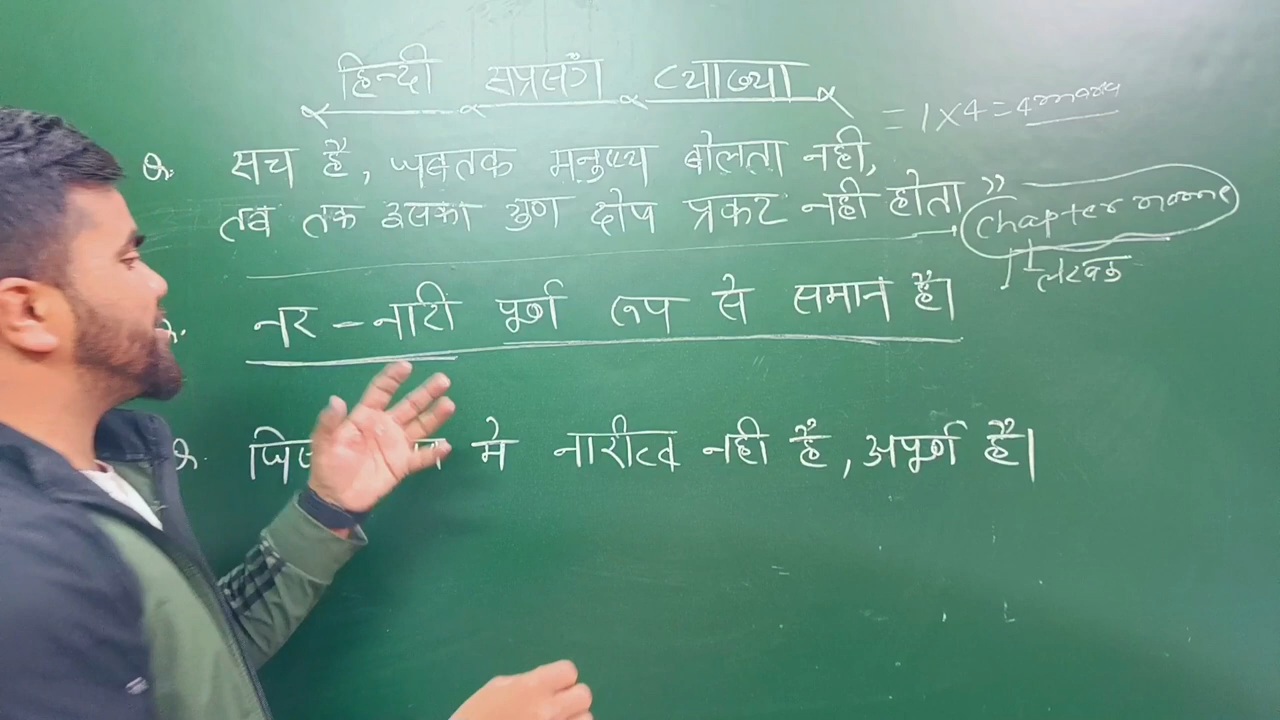 हिन्दी सप्रसंग व्याख्या
= 1 X 4 = 4 marks
Q. सच है, जबतक मनुष्य बोलता नही,
तब तक उसका गुण दोष प्रकट नही होता"
Chapter name
लेखक
नर - नारी पूर्ण रूप से समान है।
Q. मे नारीत्व नही है, अपूर्ण है।